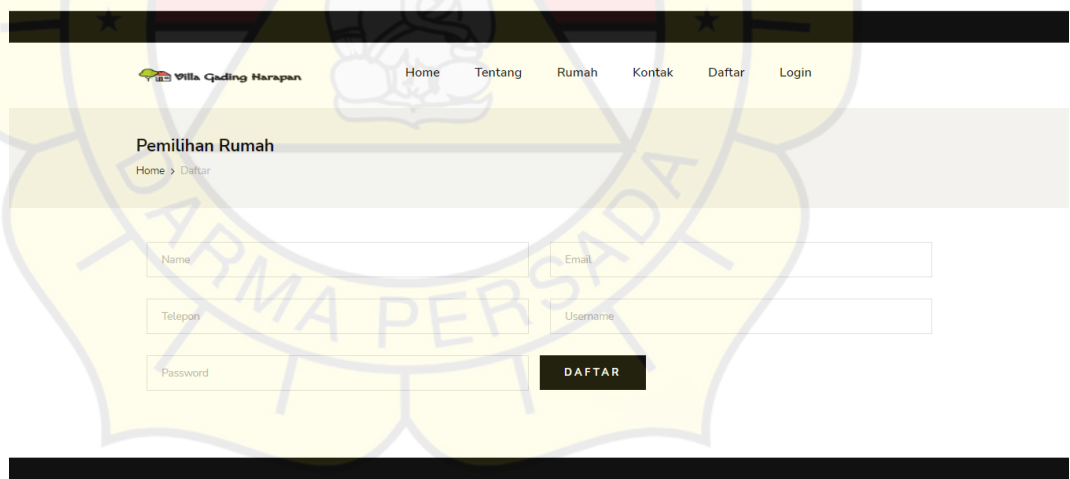 Villa Gading Harapan
Home Tentang Rumah Kontak Daftar Login
Pemilihan Rumah
Home > Daftar
Name Email
Telepon Username
Password DAFTAR
DARMA PERSADA